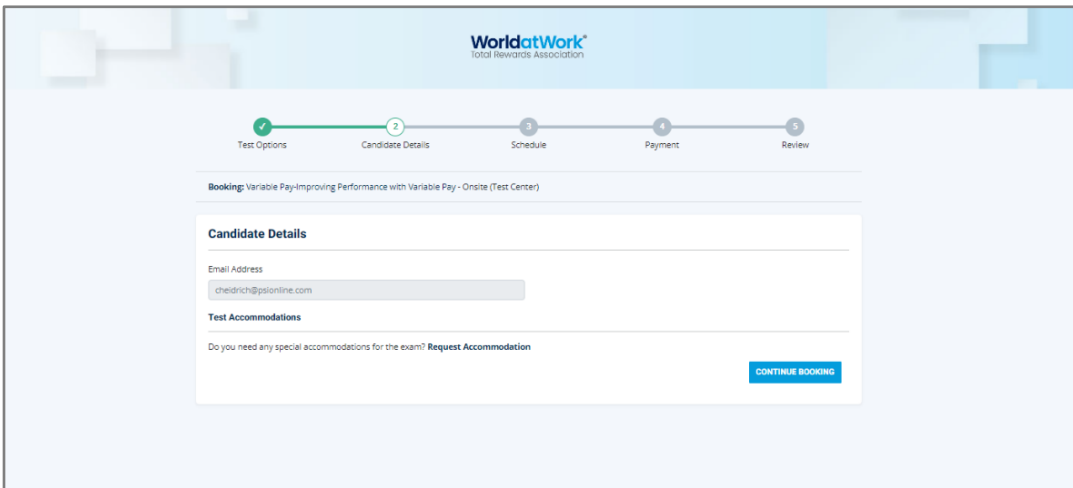 WorldatWork®
Total Rewards Association
2
3
4
5
Test Options
Candidate Details
Schedule
Payment
Review
Booking: Variable Pay-Improving Performance with Variable Pay - Onsite (Test Center)
Candidate Details
Email Address
cheidrich@psionline.com
Test Accommodations
Do you need any special accommodations for the exam? Request Accommodation
CONTINUE BOOKING